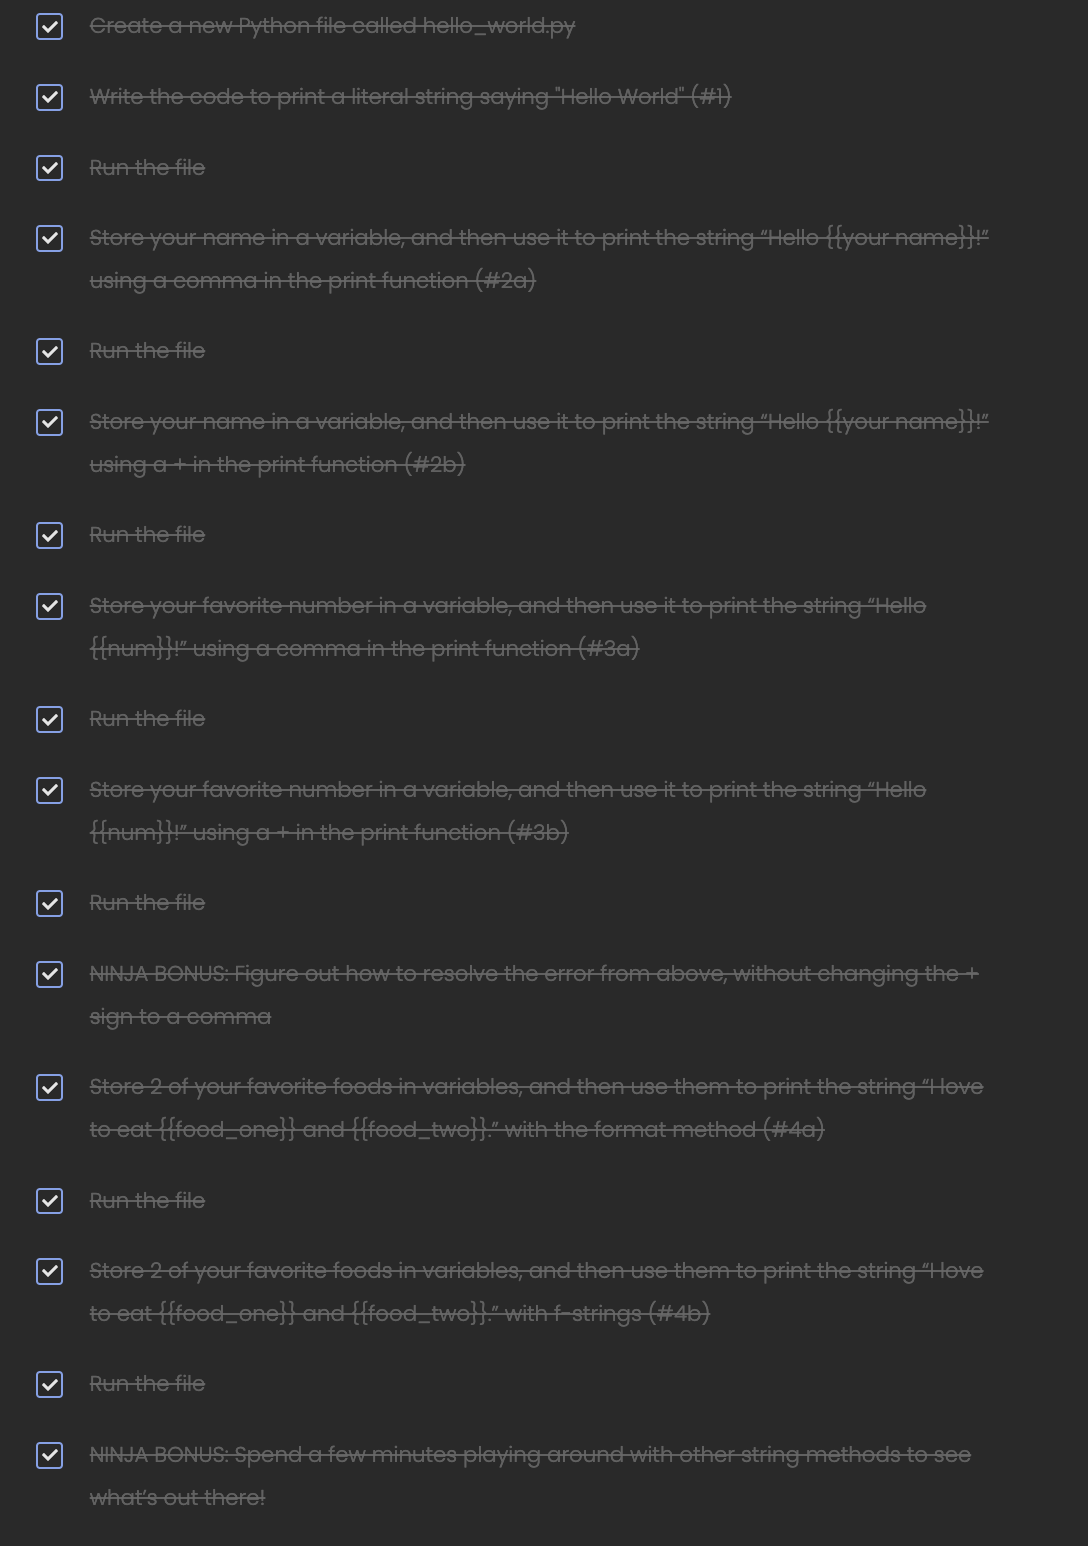 Create a new Python file called hello_world.py
Write the code to print a literal string saying "Hello World" (#1)
Run the file
Store your name in a variable, and then use it to print the string “Hello {{your name}}!”
using a comma in the print function (#2a)
Run the file
Store your name in a variable, and then use it to print the string “Hello {{your name}}!”
using a + in the print function (#2b)
Run the file
Store your favorite number in a variable, and then use it to print the string “Hello
{{num}}!” using a comma in the print function (#3a)
Run the file
Store your favorite number in a variable, and then use it to print the string “Hello
{{num}}!” using a + in the print function (#3b)
Run the file
NINJA BONUS: Figure out how to resolve the error from above, without changing the +
sign to a comma
Store 2 of your favorite foods in variables, and then use them to print the string “I love
to eat {{food_one}} and {{food_two}}.” with the format method (#4a)
Run the file
Store 2 of your favorite foods in variables, and then use them to print the string “I love
to eat {{food_one}} and {{food_two}}.” with f-strings (#4b)
Run the file
NINJA BONUS: Spend a few minutes playing around with other string methods to see
what’s out there!